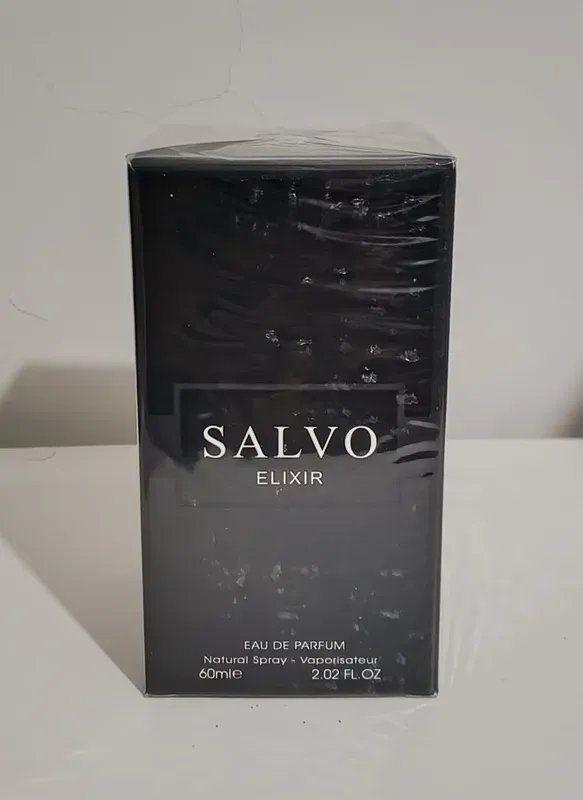 SALVO
ELIXIR
EAU DE PARFUM
Natural Spray - Vaporisateur
60ml℮ 2.02 FL.OZ